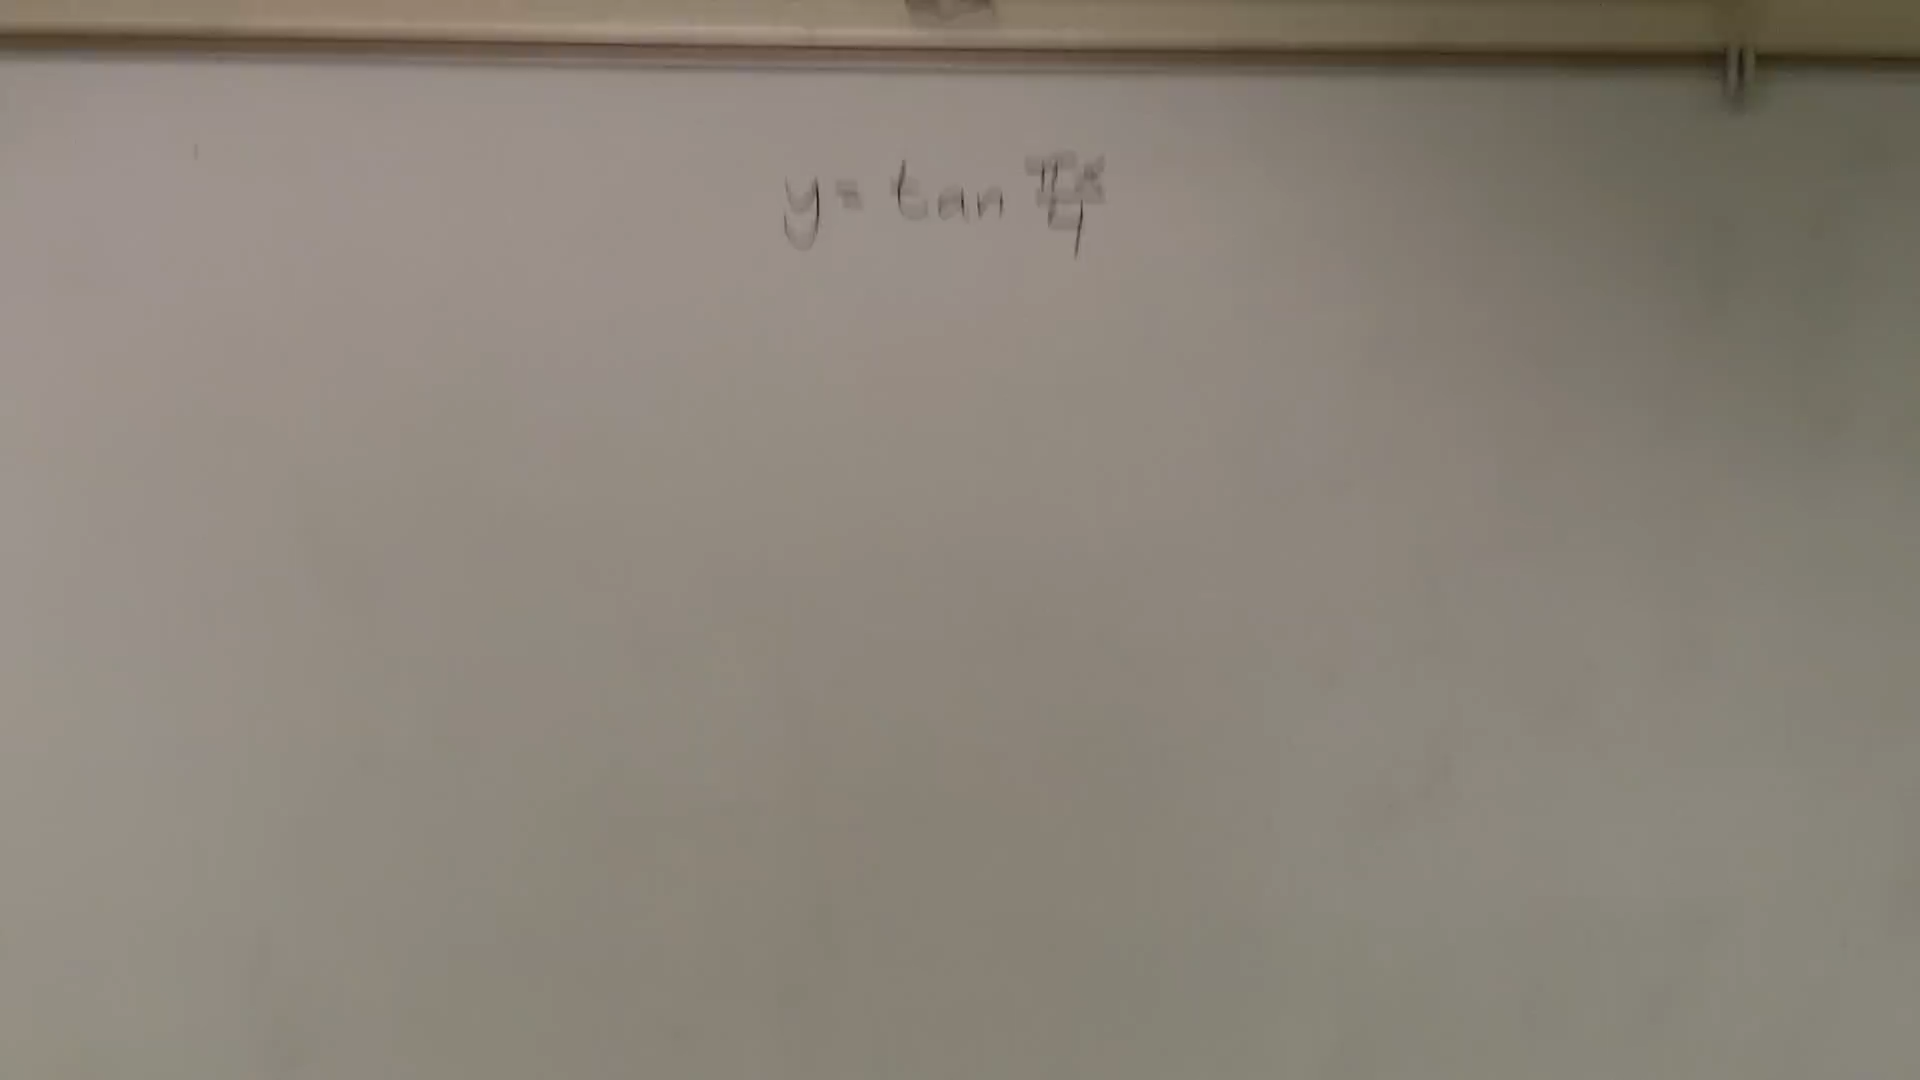 y = tan πx/4